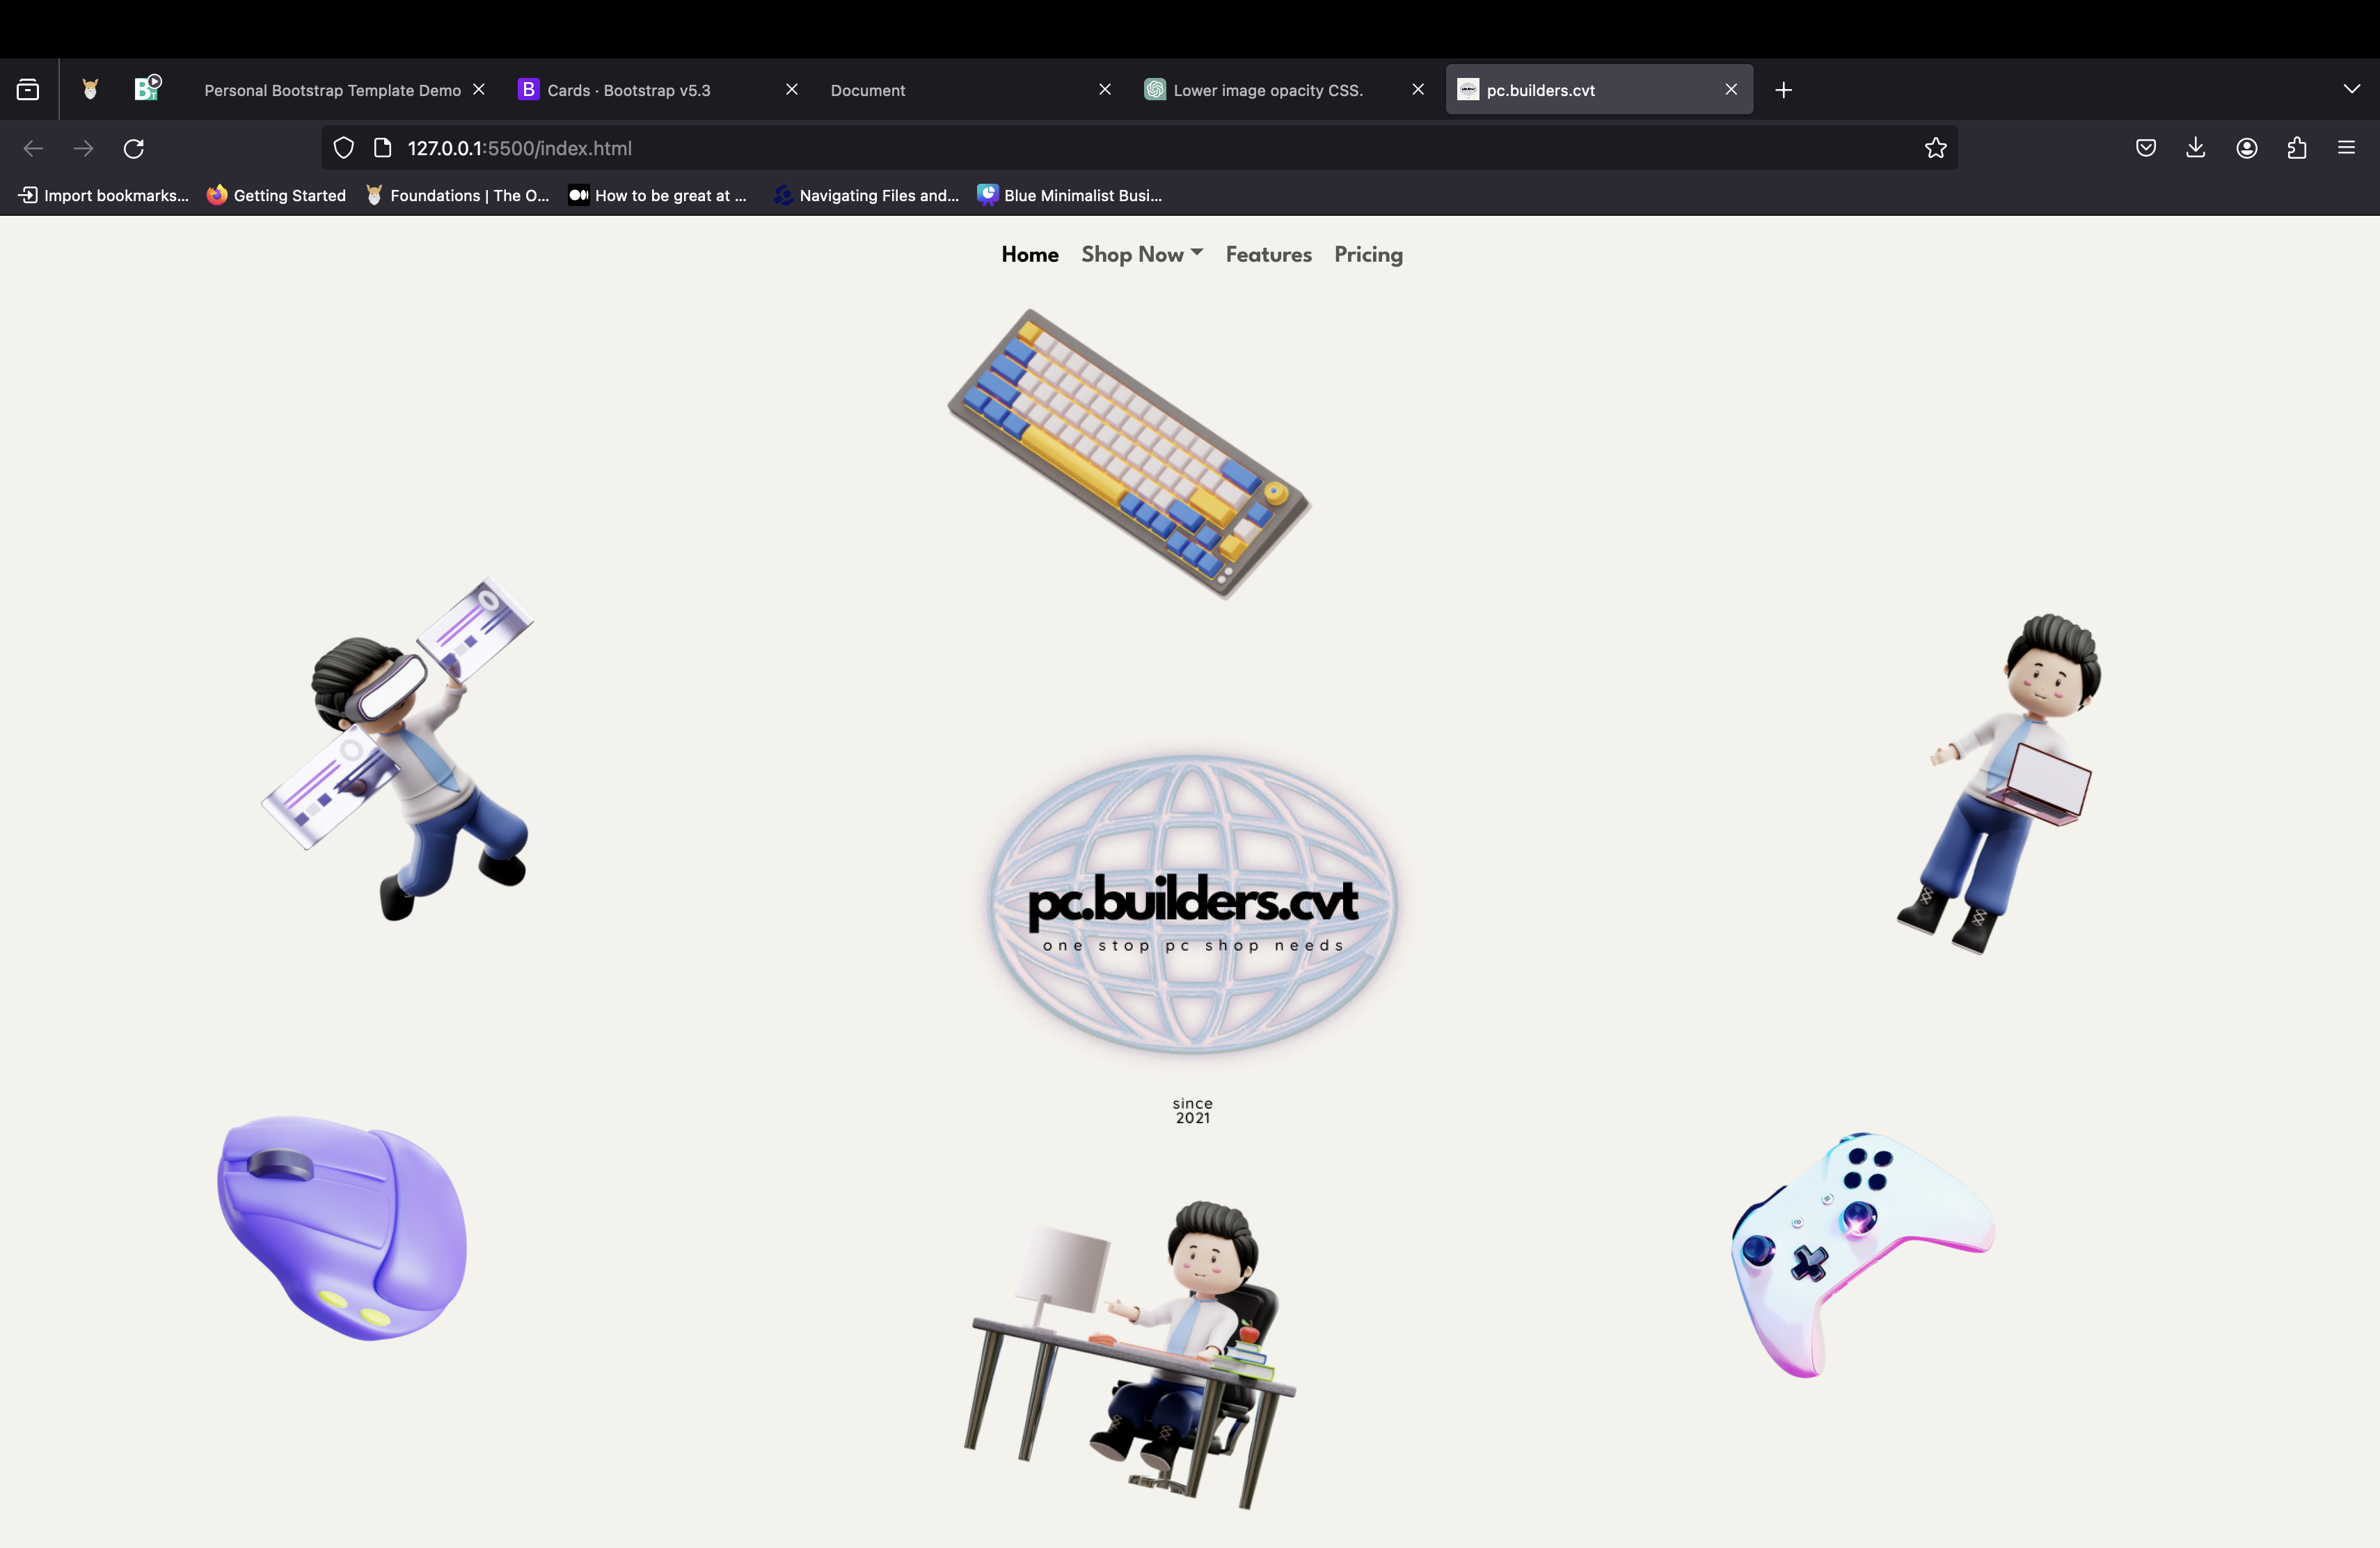 Personal Bootstrap Template Demo
Cards · Bootstrap v5.3
Document
Lower image opacity CSS.
pc.builders.cvt
127.0.0.1:5500/index.html
Import bookmarks...
Getting Started
Foundations | The O...
How to be great at ...
Navigating Files and...
Blue Minimalist Busi...
Home
Shop Now
Features
Pricing
pc.builders.cvt
one stop pc shop needs
since
2021